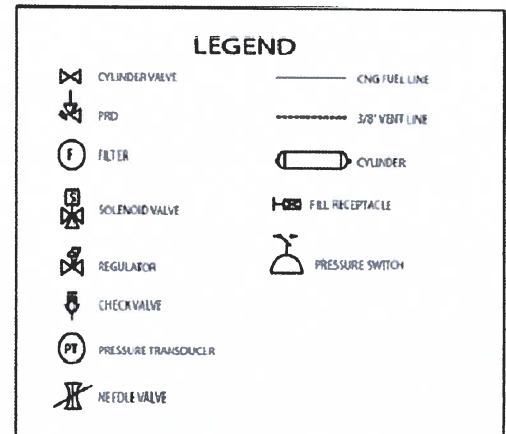 LEGEND
CYLINDER VALVE
PRD
F FILTER
S SOLENOID VALVE
REGULATOR
CHECK VALVE
PT PRESSURE TRANSDUCER
NEEDLE VALVE
CNG FUEL LINE
3/8' VENT LINE
CYLINDER
FILL RECEPTACLE
PRESSURE SWITCH